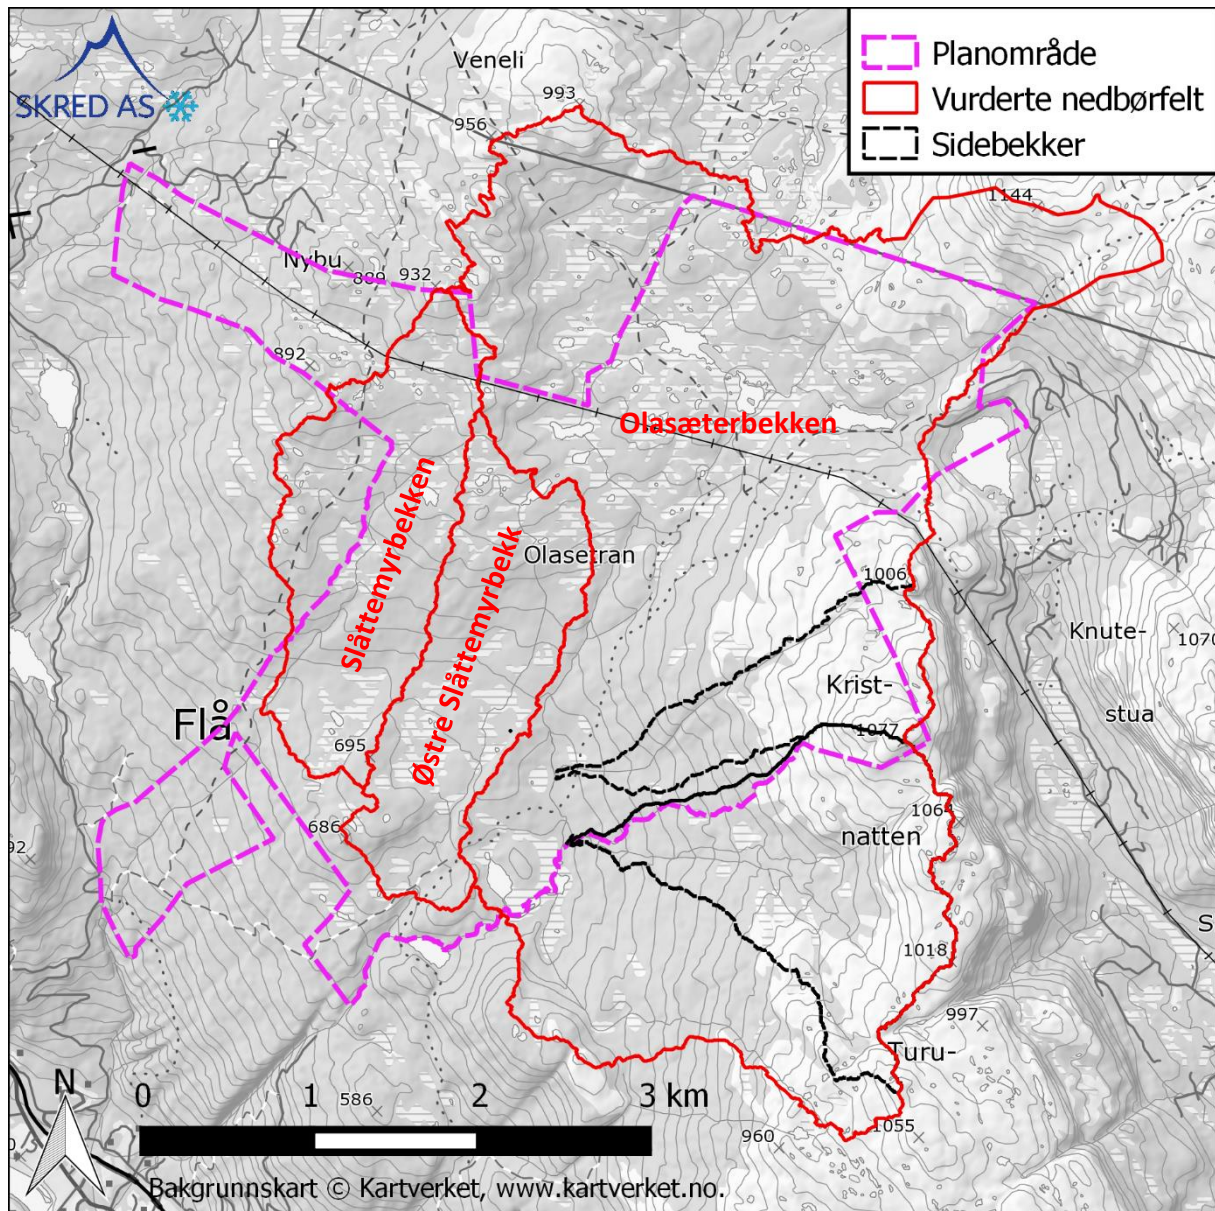 SKRED AS
Planområde
Vurderte nedbørfelt
Sidebekker
Veneli
993
956
1144
Nybu
889
932
892
Olasæterbekken
Slåttemyrbekken
Østre Slåttemyrbekk
Olasetran
1006
Knute-
stua
1070
Krist-
natten
1077
Flå
695
686
1064
92
1018
S
997
Turu-
1055
960
586
N
0 1 2 3 km
Bakgrunnskart © Kartverket, www.kartverket.no.